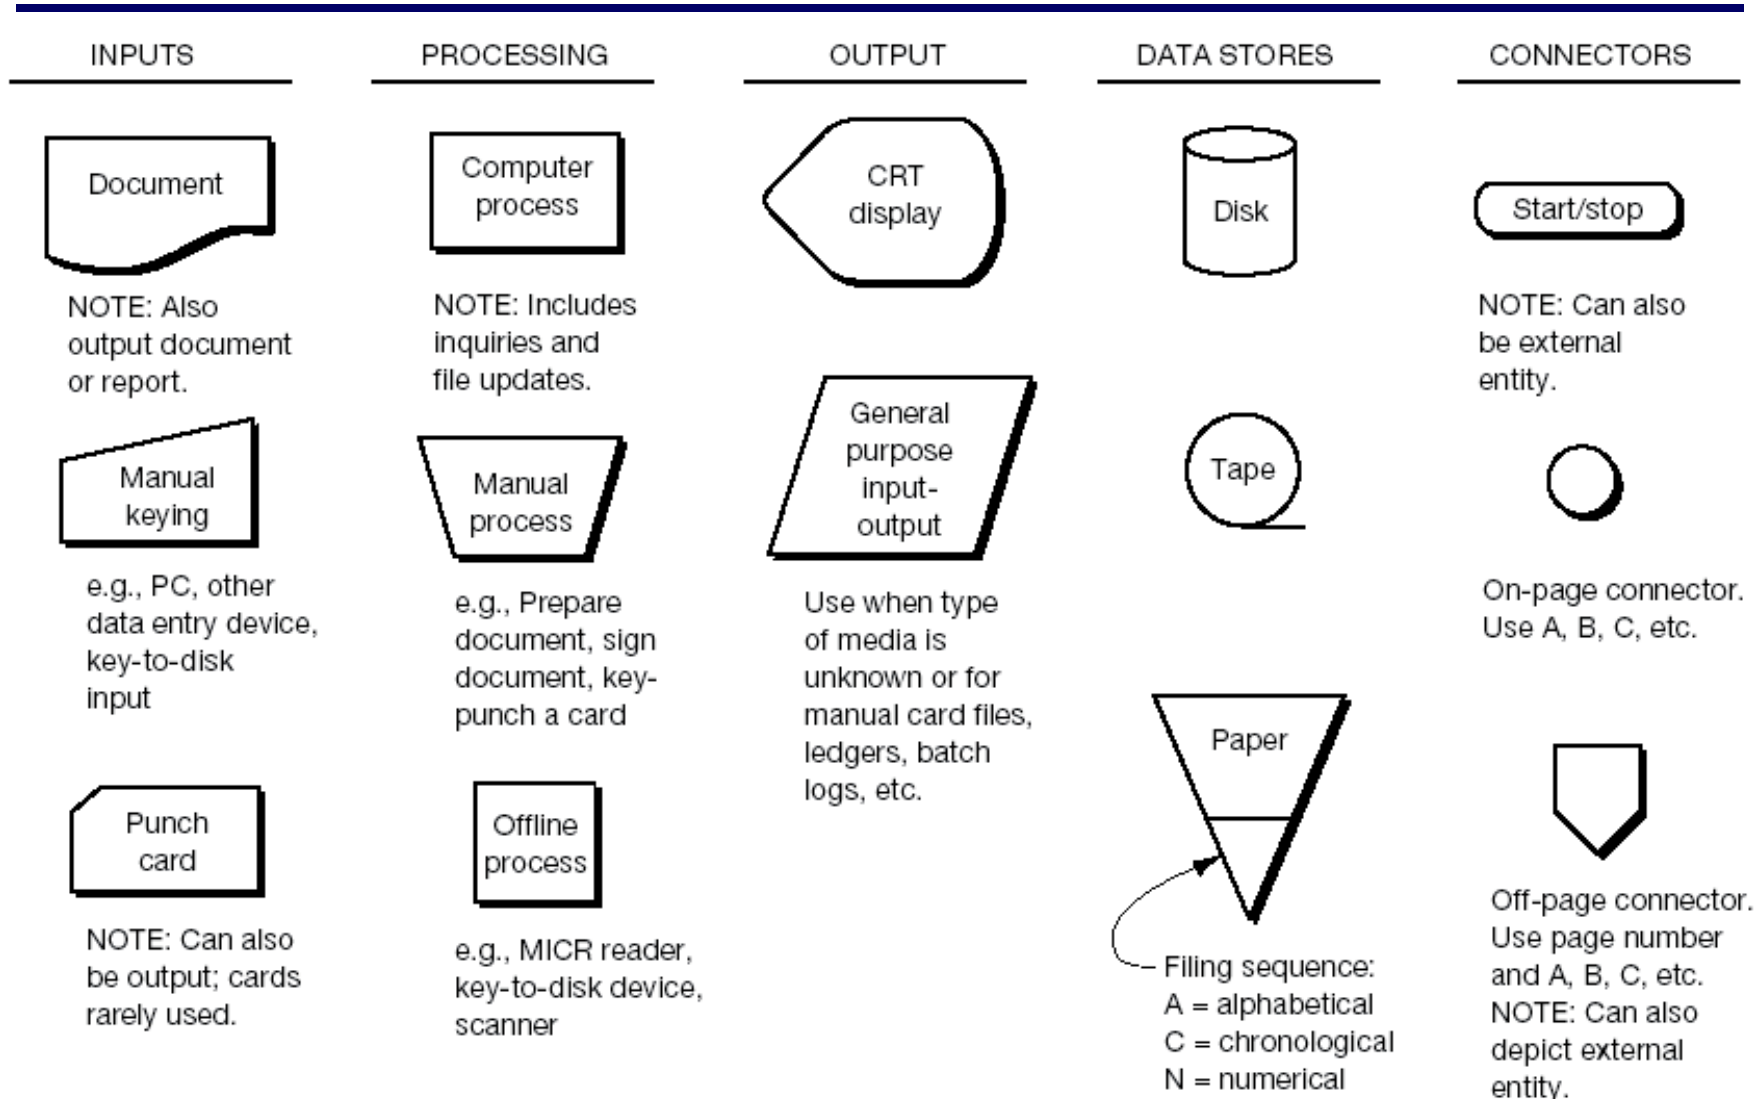 INPUTS
Document
NOTE: Also
output document
or report.
Manual
keying
e.g., PC, other
data entry device,
key-to-disk
input
Punch
card
NOTE: Can also
be output; cards
rarely used.
PROCESSING
Computer
process
NOTE: Includes
inquiries and
file updates.
Manual
process
e.g., Prepare
document, sign
document, key-
punch a card
Offline
process
e.g., MICR reader,
key-to-disk device,
scanner
OUTPUT
CRT
display
General
purpose
input-
output
Use when type
of media is
unknown or for
manual card files,
ledgers, batch
logs, etc.
DATA STORES
Disk
Tape
Paper
Filing sequence:
A = alphabetical
C = chronological
N = numerical
CONNECTORS
Start/stop
NOTE: Can also
be external
entity.
On-page connector.
Use A, B, C, etc.
Off-page connector.
Use page number
and A, B, C, etc.
NOTE: Can also
depict external
entity.